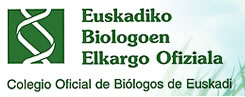 Euskadiko
Biologoen
Elkargo Ofiziala
Colegio Oficial de Biólogos de Euskadi